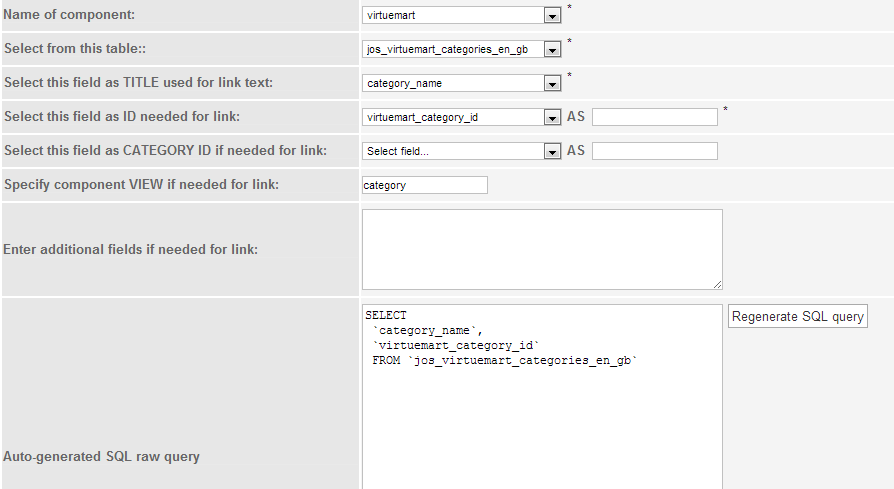 Name of component: virtuemart *
Select from this table:: jos_virtuemart_categories_en_gb *
Select this field as TITLE used for link text: category_name *
Select this field as ID needed for link: virtuemart_category_id AS *
Select this field as CATEGORY ID if needed for link: Select field... AS
Specify component VIEW if needed for link: category
Enter additional fields if needed for link:
SELECT
`category_name`,
`virtuemart_category_id`
FROM `jos_virtuemart_categories_en_gb`
Regenerate SQL query
Auto-generated SQL raw query